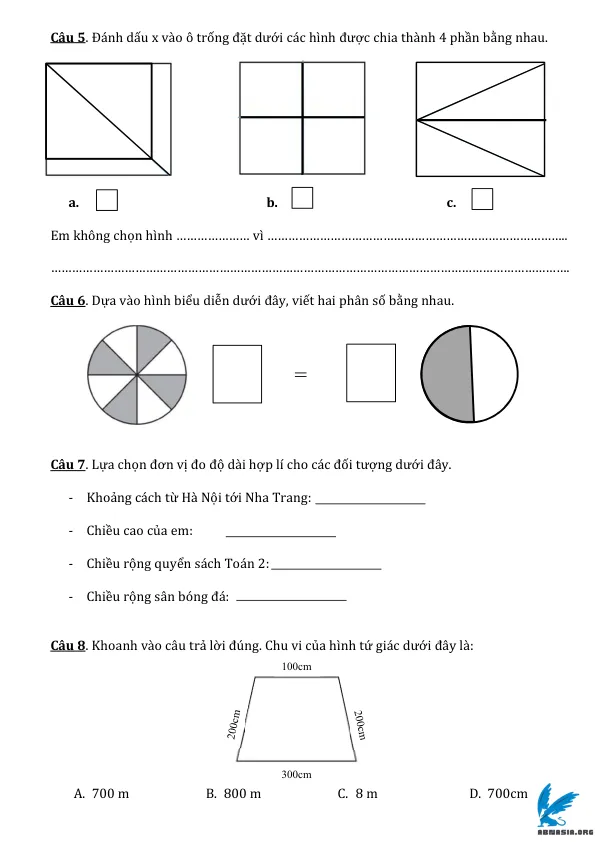 Câu 5. Đánh dấu x vào ô trống đặt dưới các hình được chia thành 4 phần bằng nhau.
a. b. c.
Em không chọn hình ………………… vì …………………………………………………………………………...
………………………………………………………………………………………………………………………………….
Câu 6. Dựa vào hình biểu diễn dưới đây, viết hai phân số bằng nhau.
=
Câu 7. Lựa chọn đơn vị đo độ dài hợp lí cho các đối tượng dưới đây.
- Khoảng cách từ Hà Nội tới Nha Trang: ________________
- Chiều cao của em: ________________
- Chiều rộng quyển sách Toán 2: ________________
- Chiều rộng sân bóng đá: ________________
Câu 8. Khoanh vào câu trả lời đúng. Chu vi của hình tứ giác dưới đây là:
100cm
200cm 200cm
300cm
A. 700 m B. 800 m C. 8 m D. 700cm
ABNASIA.ORG